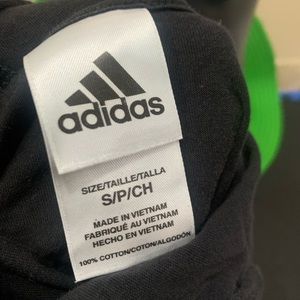 adidas
SIZE/TAILLE/TALLA
S/P/CH
MADE IN VIETNAM
FABRIQUÉ AU VIETNAM
HECHO EN VIETNAM
100% COTTON/COTON/ALGODÓN